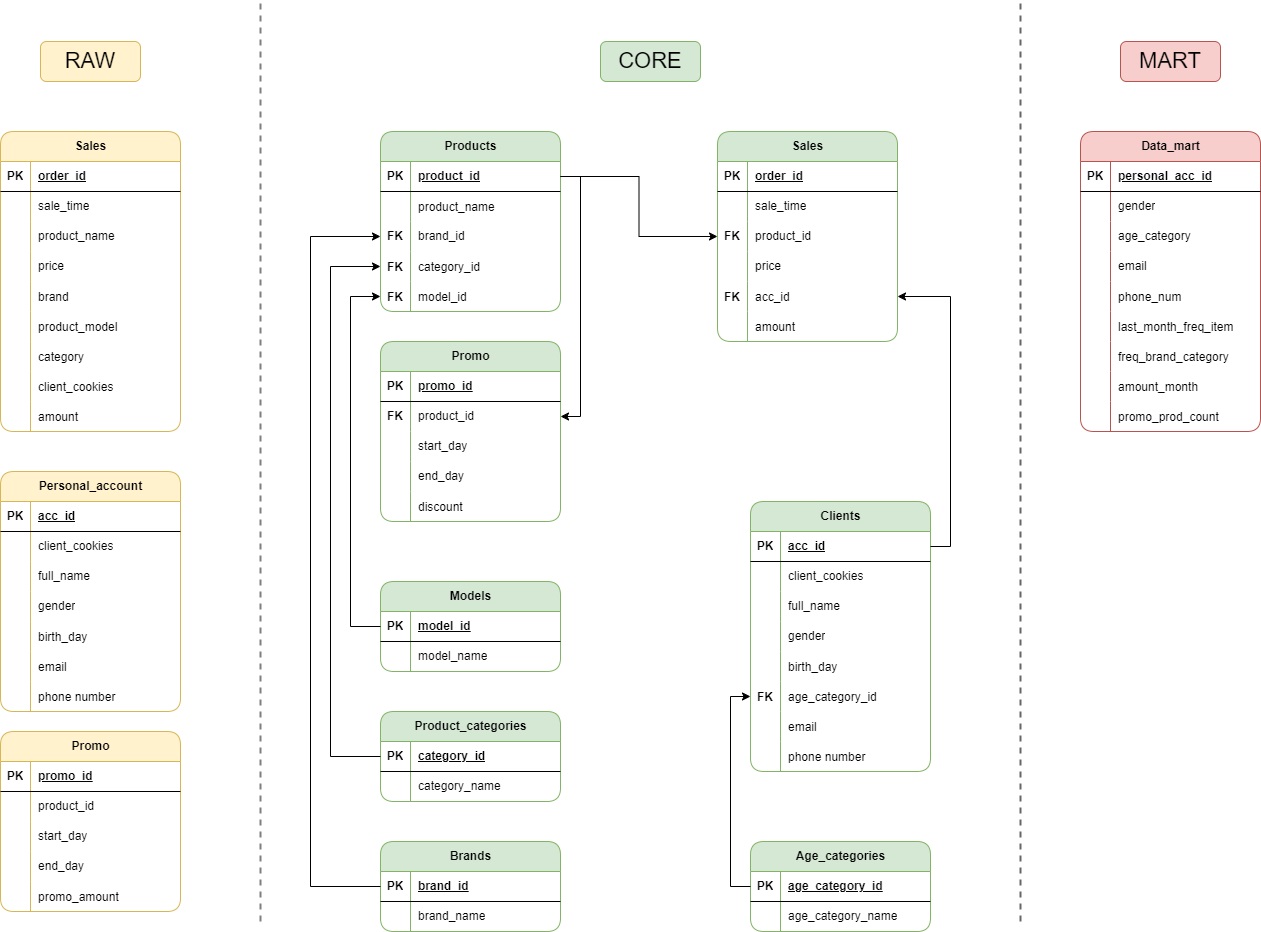 RAW
CORE
MART
Sales
PK order_id
sale_time
product_name
price
brand
product_model
category
client_cookies
amount
Personal_account
PK acc_id
client_cookies
full_name
gender
birth_day
email
phone number
Promo
PK promo_id
product_id
start_day
end_day
promo_amount
Products
PK product_id
product_name
FK brand_id
FK category_id
FK model_id
Promo
PK promo_id
FK product_id
start_day
end_day
discount
Models
PK model_id
model_name
Product_categories
PK category_id
category_name
Brands
PK brand_id
brand_name
Sales
PK order_id
sale_time
FK product_id
price
FK acc_id
amount
Clients
PK acc_id
client_cookies
full_name
gender
birth_day
FK age_category_id
email
phone number
Age_categories
PK age_category_id
age_category_name
Data_mart
PK personal_acc_id
gender
age_category
email
phone_num
last_month_freq_item
freq_brand_category
amount_month
promo_prod_count